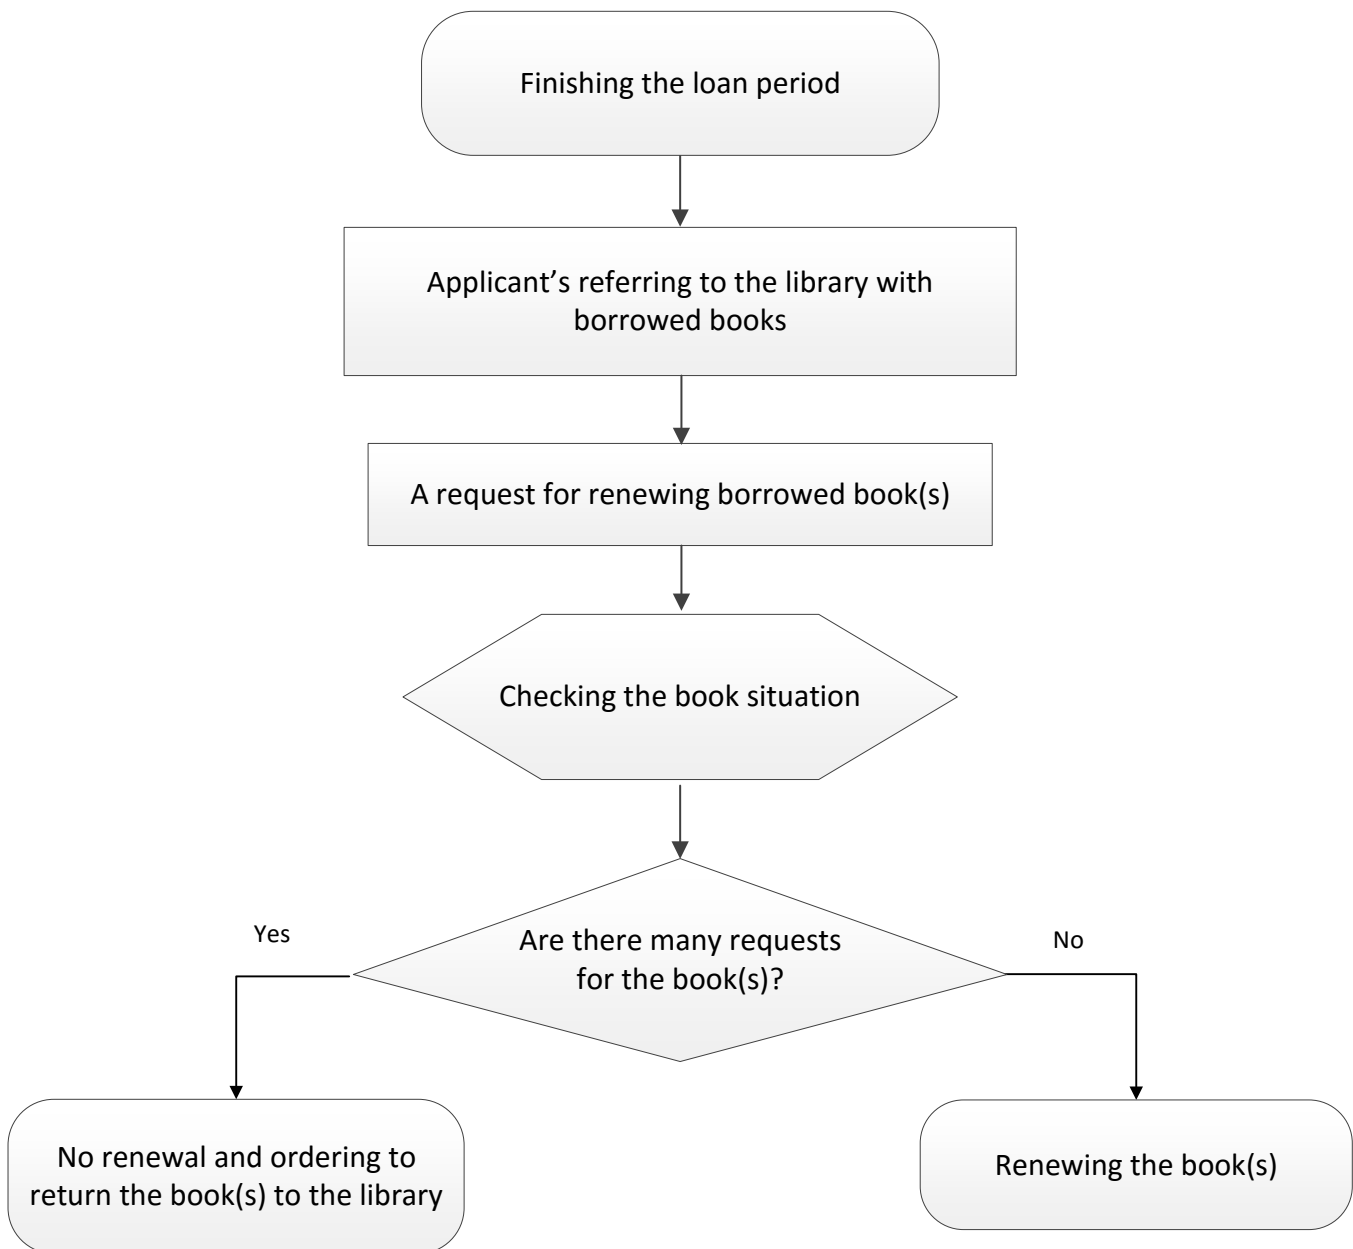 Finishing the loan period
Applicant’s referring to the library with
borrowed books
A request for renewing borrowed book(s)
Checking the book situation
Are there many requests
for the book(s)?
Yes
No
No renewal and ordering to
return the book(s) to the library
Renewing the book(s)